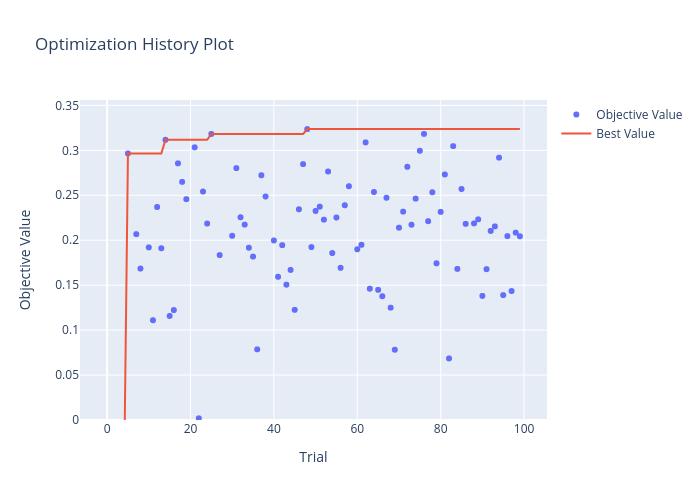 Optimization History Plot
0.35
0.3
0.25
0.2
0.15
0.1
0.05
0
0
20
40
60
80
100
Trial
Objective Value
Objective Value
Best Value